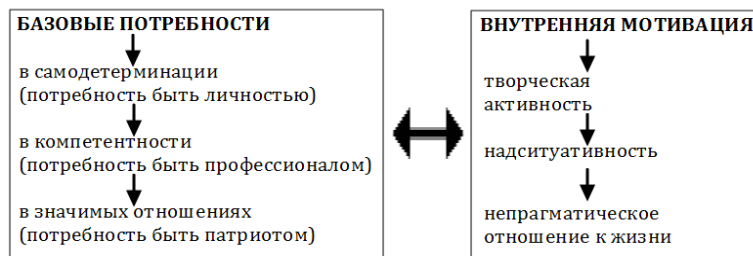 БАЗОВЫЕ ПОТРЕБНОСТИ
в самодетерминации
(потребность быть личностью)
в компетентности
(потребность быть профессионалом)
в значимых отношениях
(потребность быть патриотом)
ВНУТРЕННЯЯ МОТИВАЦИЯ
творческая
активность
надситуативность
непрагматическое
отношение к жизни